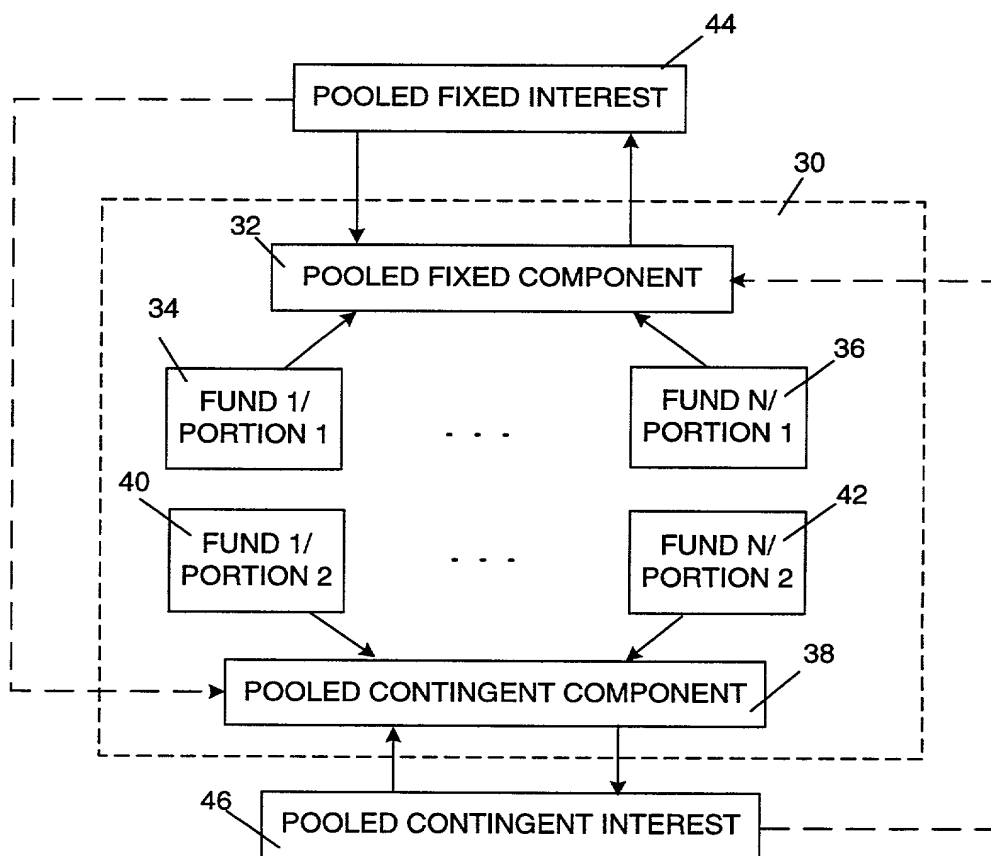 44
POOLED FIXED INTEREST
30
32
POOLED FIXED COMPONENT
34
36
FUND 1/
PORTION 1
. . .
FUND N/
PORTION 1
40
42
FUND 1/
PORTION 2
. . .
FUND N/
PORTION 2
38
POOLED CONTINGENT COMPONENT
46
POOLED CONTINGENT INTEREST